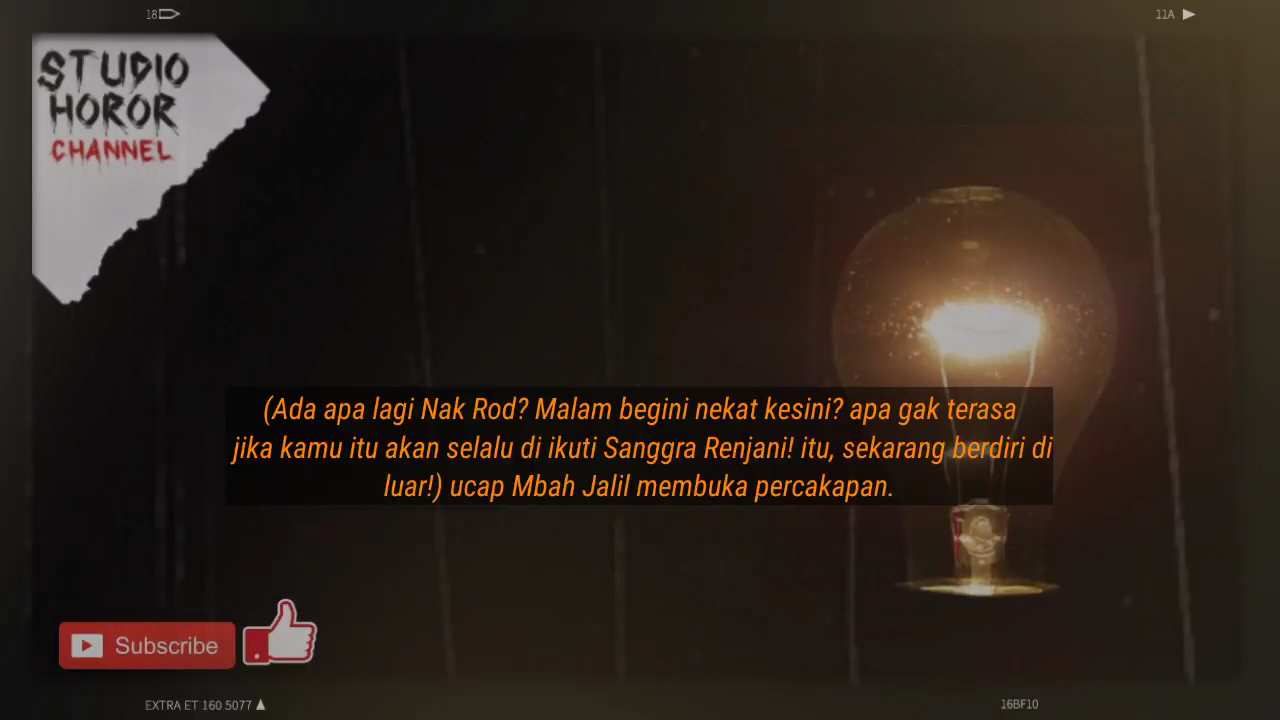 18
11A
STUDIO
HOROR
CHANNEL
(Ada apa lagi Nak Rod? Malam begini nekat kesini? apa gak terasa
jika kamu itu akan selalu di ikuti Sanggra Renjani! itu, sekarang berdiri di
luar!) ucap Mbah Jalil membuka percakapan.
Subscribe
EXTRA ET 160 5077
16BF10